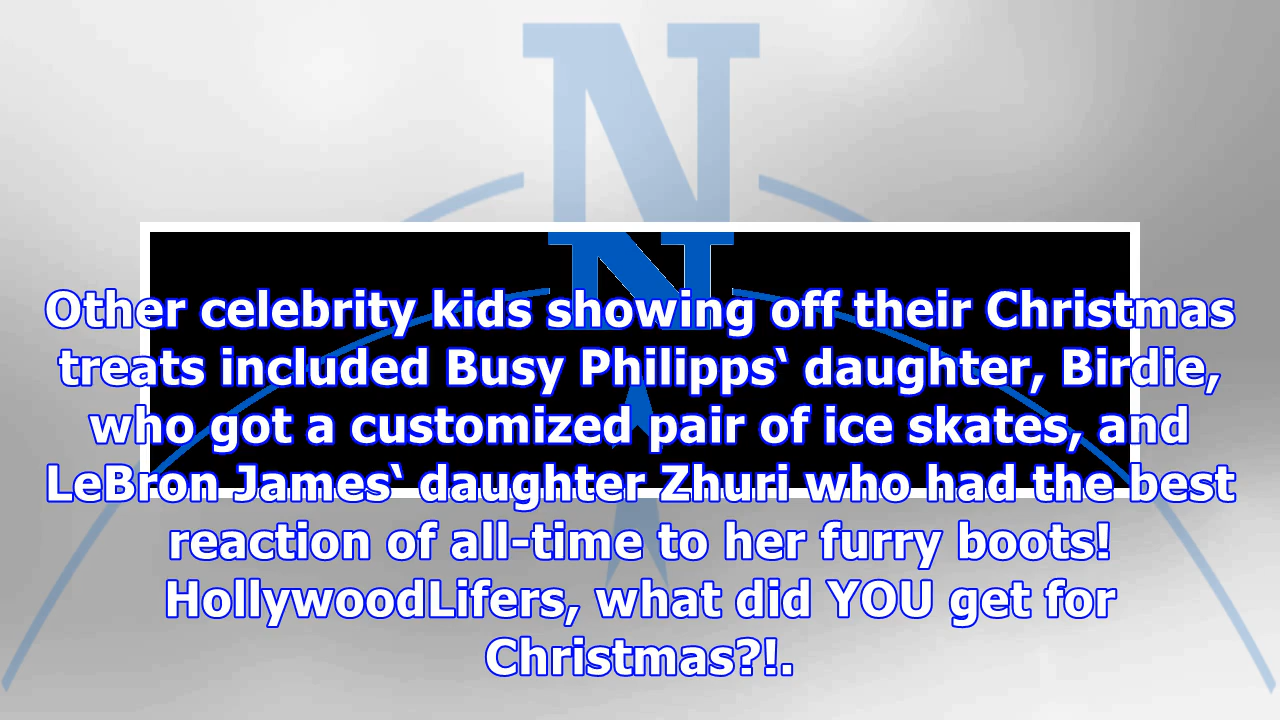 N
N
Other celebrity kids showing off their Christmas
treats included Busy Philipps‘ daughter, Birdie,
who got a customized pair of ice skates, and
LeBron James‘ daughter Zhuri who had the best
reaction of all-time to her furry boots!
HollywoodLifers, what did YOU get for
Christmas?!.